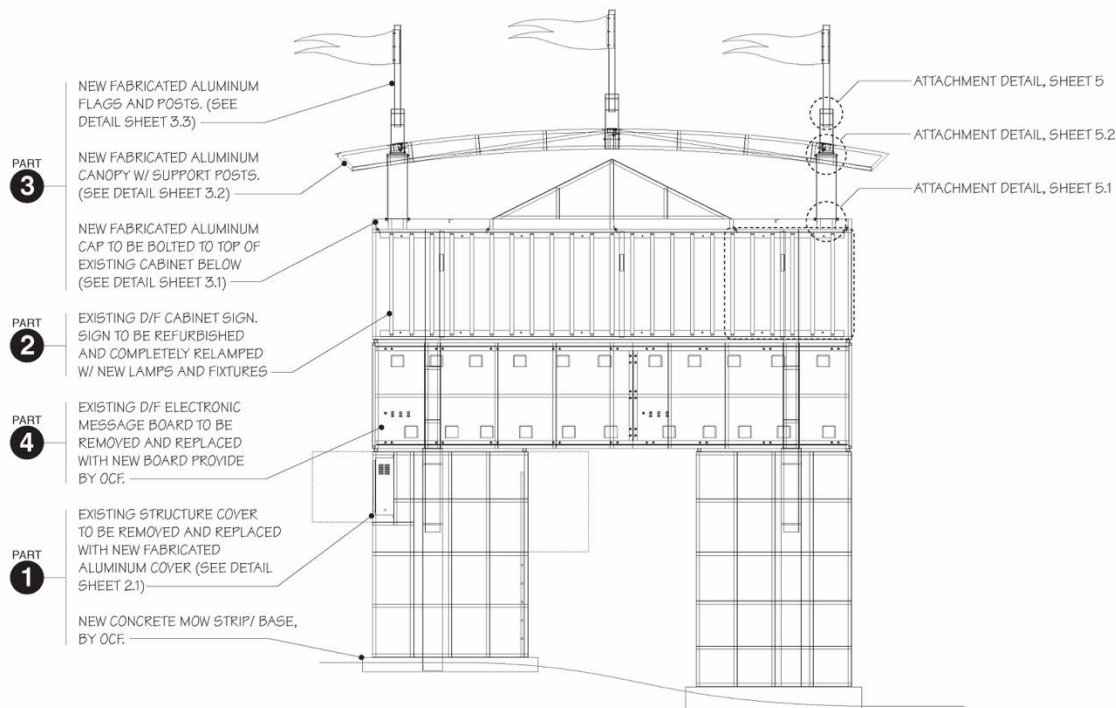 NEW FABRICATED ALUMINUM
FLAGS AND POSTS. (SEE
DETAIL SHEET 3.3)
PART
3
NEW FABRICATED ALUMINUM
CANOPY W/ SUPPORT POSTS.
(SEE DETAIL SHEET 3.2)
NEW FABRICATED ALUMINUM
CAP TO BE BOLTED TO TOP OF
EXISTING CABINET BELOW
(SEE DETAIL SHEET 3.1)
PART
2
EXISTING D/F CABINET SIGN.
SIGN TO BE REFURBISHED
AND COMPLETELY RELAMPED
W/ NEW LAMPS AND FIXTURES
PART
4
EXISTING D/F ELECTRONIC
MESSAGE BOARD TO BE
REMOVED AND REPLACED
WITH NEW BOARD PROVIDE
BY OCF.
PART
1
EXISTING STRUCTURE COVER
TO BE REMOVED AND REPLACED
WITH NEW FABRICATED
ALUMINUM COVER (SEE DETAIL
SHEET 2.1)
NEW CONCRETE MOW STRIP/ BASE,
BY OCF.
ATTACHMENT DETAIL, SHEET 5
ATTACHMENT DETAIL, SHEET 5.2
ATTACHMENT DETAIL, SHEET 5.1